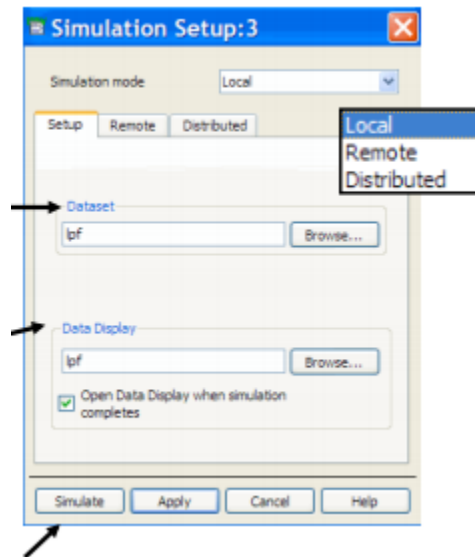 Simulation Setup:3
Simulation mode Local
Setup Remote Distributed
Local
Remote
Distributed
Dataset
lpf Browse...
Data Display
lpf Browse...
Open Data Display when simulation
completes
Simulate Apply Cancel Help